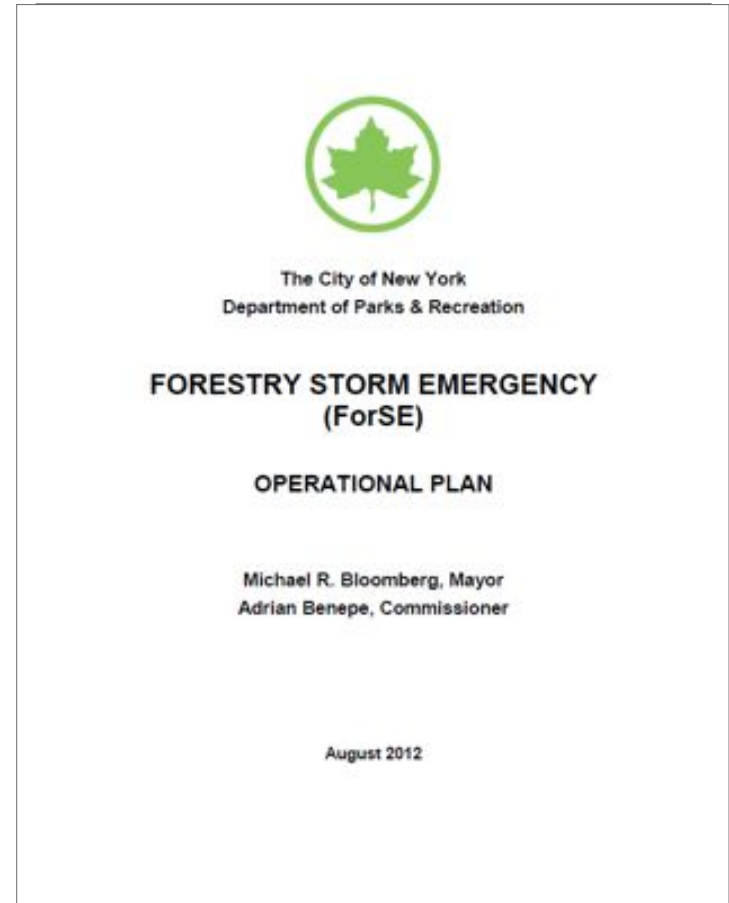 The City of New York
Department of Parks & Recreation
FORESTRY STORM EMERGENCY
(ForSE)
OPERATIONAL PLAN
Michael R. Bloomberg, Mayor
Adrian Benepe, Commissioner
August 2012